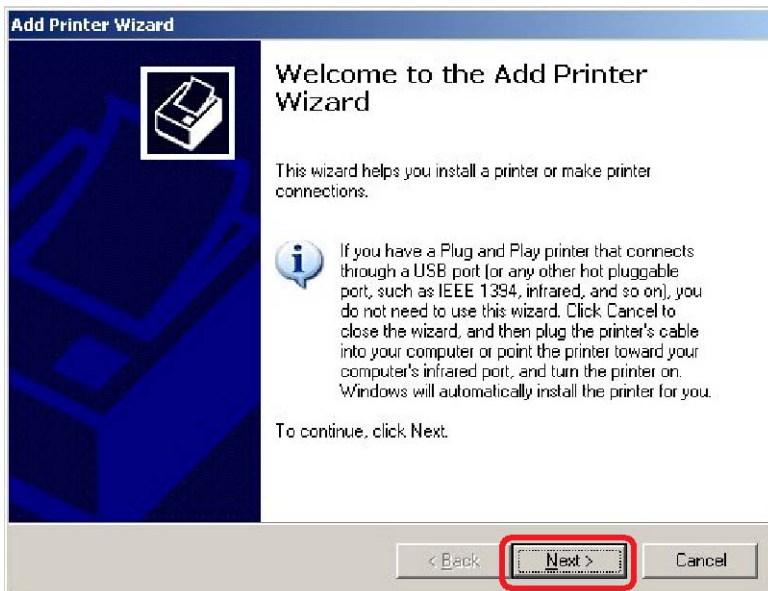 Add Printer Wizard
Welcome to the Add Printer
Wizard
This wizard helps you install a printer or make printer
connections.
If you have a Plug and Play printer that connects
through a USB port (or any other hot pluggable
port, such as IEEE 1394, infrared, and so on), you
do not need to use this wizard. Click Cancel to
close the wizard, and then plug the printer's cable
into your computer or point the printer toward your
computer's infrared port, and turn the printer on.
Windows will automatically install the printer for you.
To continue, click Next.
< Back Next > Cancel